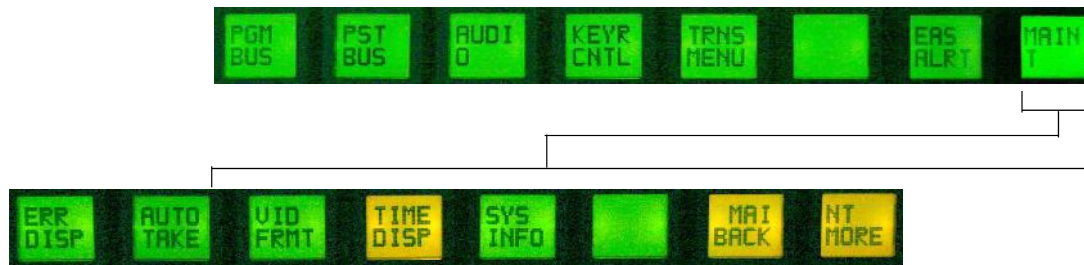 PGM PST AUDI KEYR TRNS EAS MAIN
BUS BUS O CNTL MENU ALRT T
ERR AUTO VID TIME SYS MAI NT
DISP TAKE FRMT DISP INFO BACK MORE